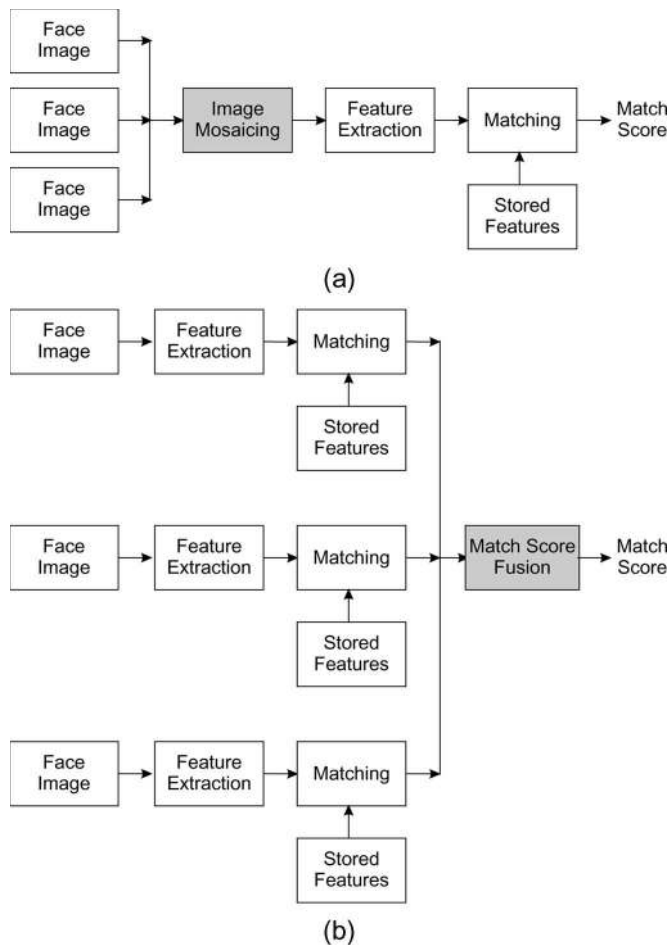 Face
Image
Face
Image
Image
Mosaicing
Feature
Extraction
Matching
Match
Score
Face
Image
Stored
Features
(a)
Face
Image
Feature
Extraction
Matching
Stored
Features
Face
Image
Feature
Extraction
Matching
Match Score
Fusion
Match
Score
Stored
Features
Face
Image
Feature
Extraction
Matching
Stored
Features
(b)